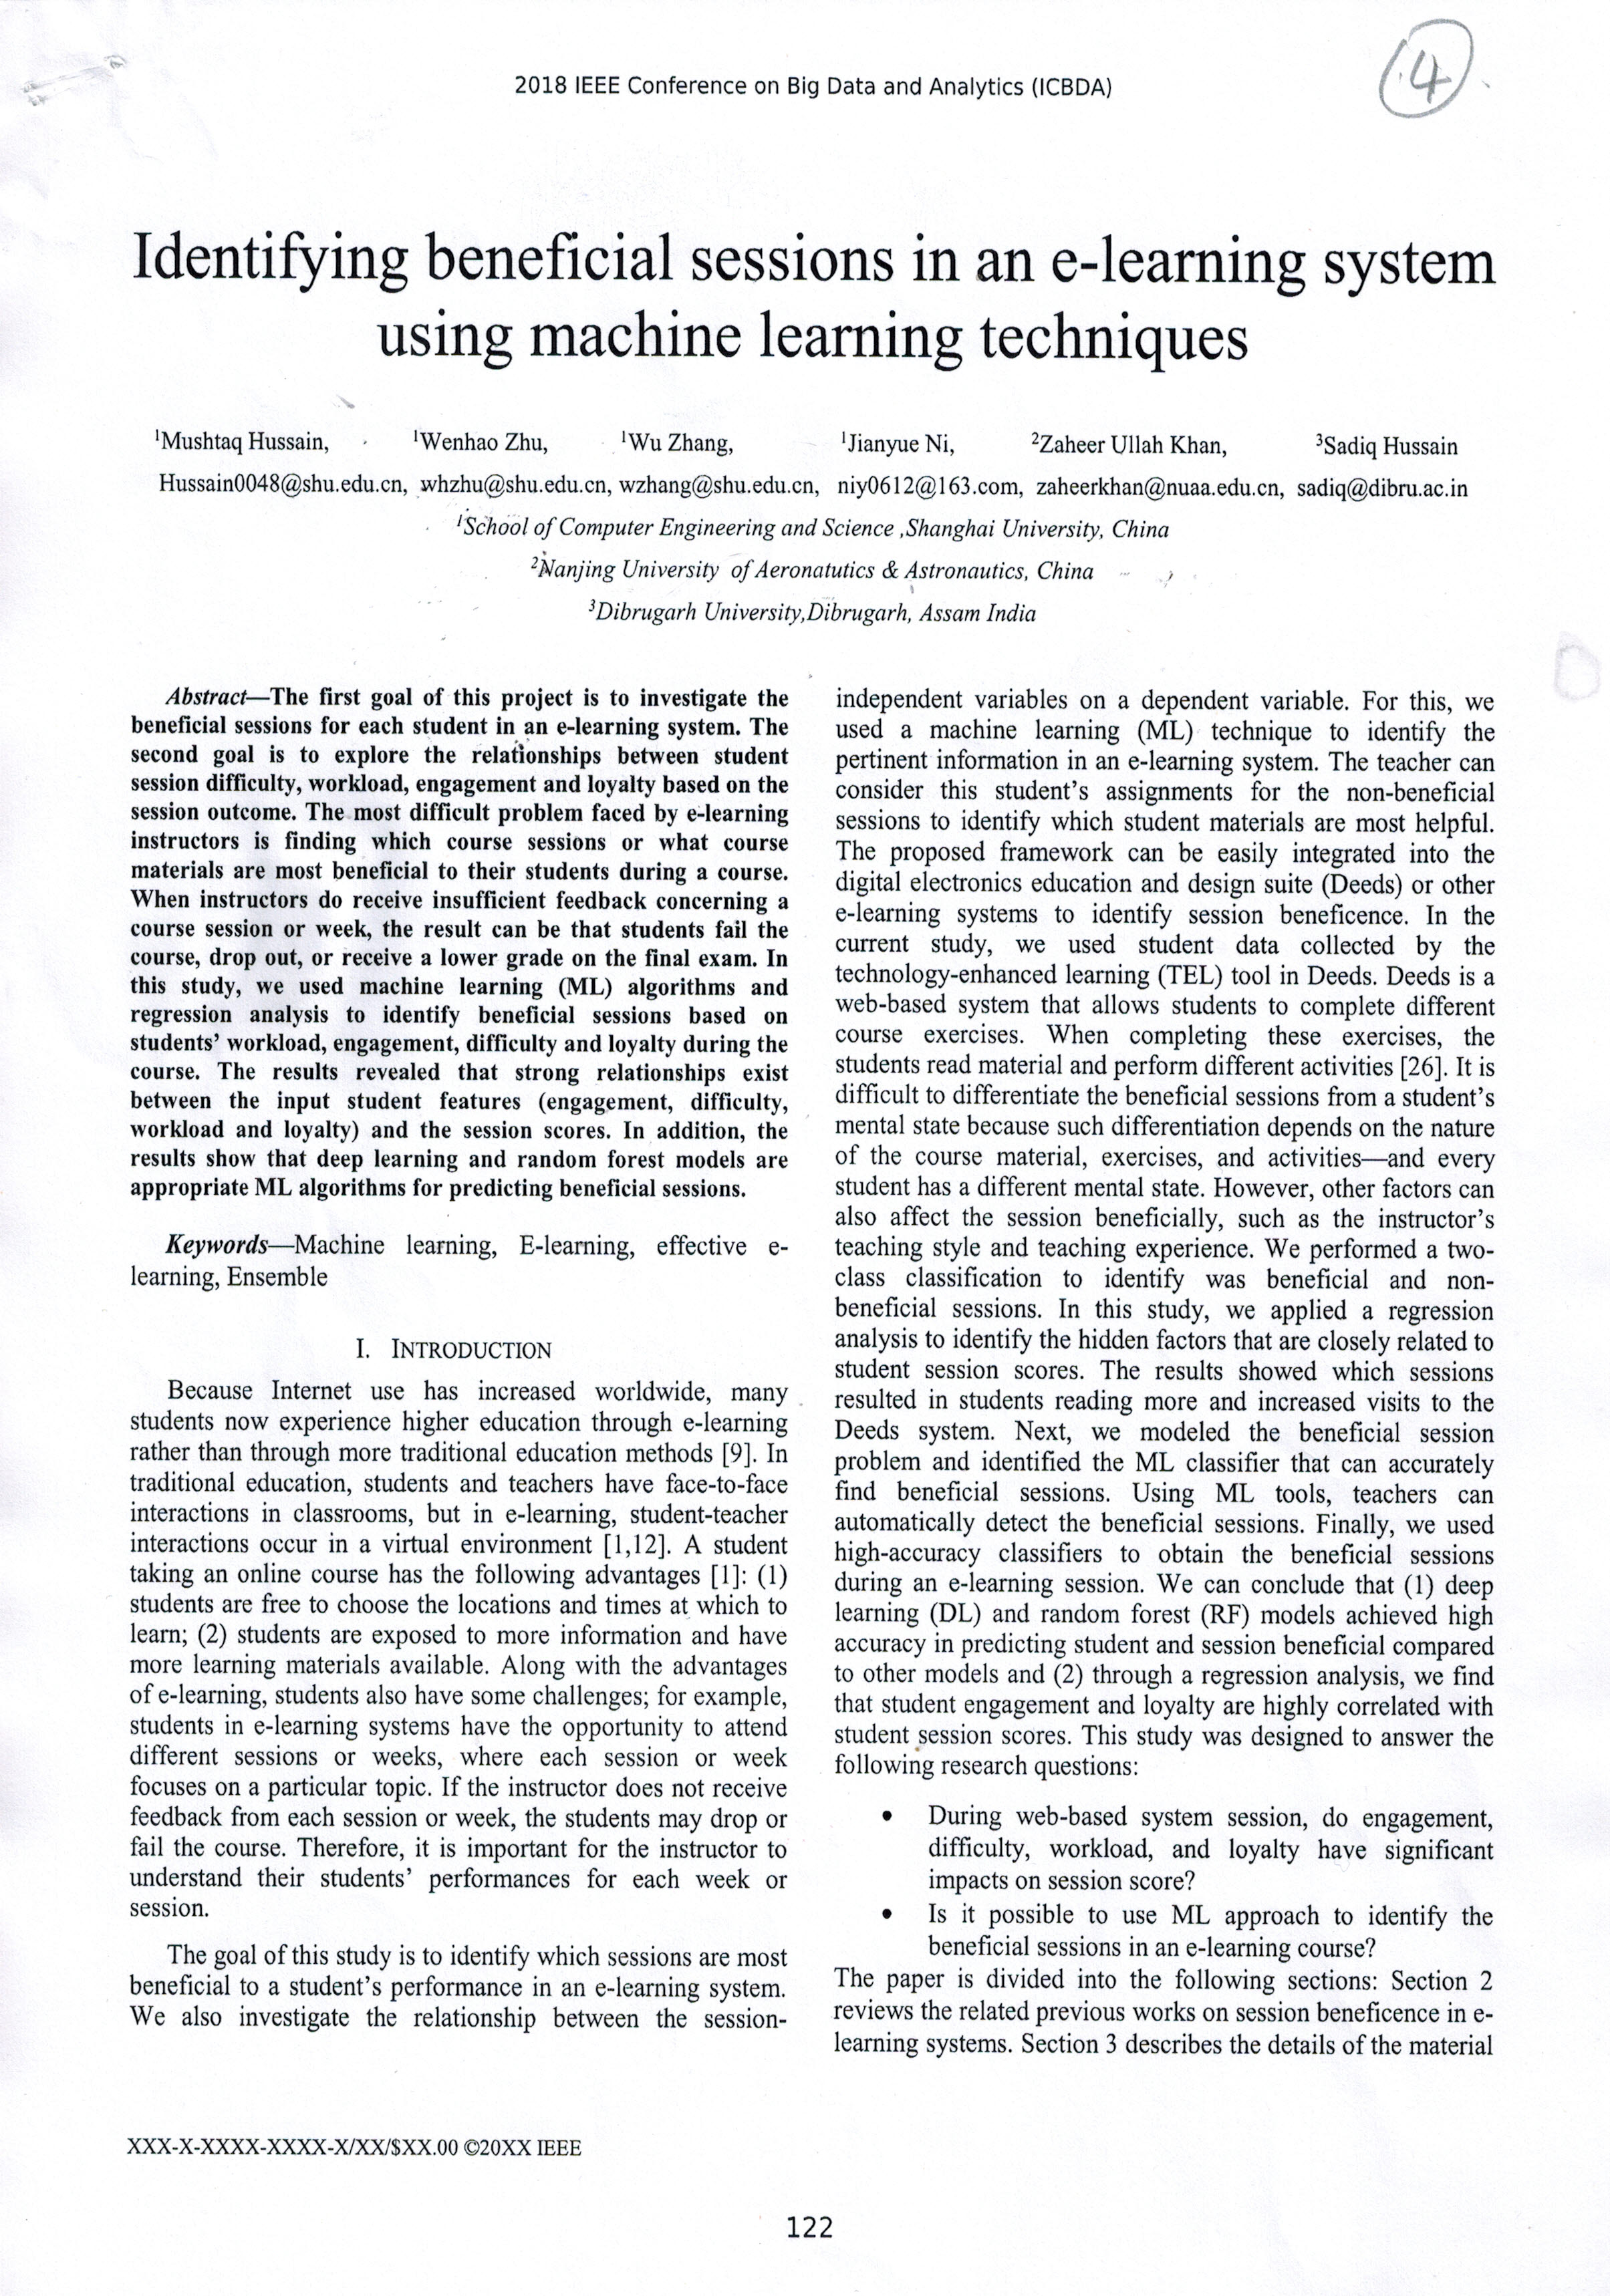 2018 IEEE Conference on Big Data and Analytics (ICBDA)
4
Identifying beneficial sessions in an e-learning system
using machine learning techniques
¹Mushtaq Hussain, ¹Wenhao Zhu, ¹Wu Zhang, ¹Jianyue Ni, ²Zaheer Ullah Khan, ³Sadiq Hussain
Hussain0048@shu.edu.cn, whzhu@shu.edu.cn, wzhang@shu.edu.cn, niy0612@163.com, zaheerkhan@nuaa.edu.cn, sadiq@dibru.ac.in
¹School of Computer Engineering and Science ,Shanghai University, China
²Nanjing University of Aeronatutics & Astronautics, China
³Dibrugarh University,Dibrugarh, Assam India
Abstract—The first goal of this project is to investigate the
beneficial sessions for each student in an e-learning system. The
second goal is to explore the relationships between student
session difficulty, workload, engagement and loyalty based on the
session outcome. The most difficult problem faced by e-learning
instructors is finding which course sessions or what course
materials are most beneficial to their students during a course.
When instructors do receive insufficient feedback concerning a
course session or week, the result can be that students fail the
course, drop out, or receive a lower grade on the final exam. In
this study, we used machine learning (ML) algorithms and
regression analysis to identify beneficial sessions based on
students' workload, engagement, difficulty and loyalty during the
course. The results revealed that strong relationships exist
between the input student features (engagement, difficulty,
workload and loyalty) and the session scores. In addition, the
results show that deep learning and random forest models are
appropriate ML algorithms for predicting beneficial sessions.
Keywords—Machine learning, E-learning, effective e-
learning, Ensemble
I. INTRODUCTION
Because Internet use has increased worldwide, many
students now experience higher education through e-learning
rather than through more traditional education methods [9]. In
traditional education, students and teachers have face-to-face
interactions in classrooms, but in e-learning, student-teacher
interactions occur in a virtual environment [1,12]. A student
taking an online course has the following advantages [1]: (1)
students are free to choose the locations and times at which to
learn; (2) students are exposed to more information and have
more learning materials available. Along with the advantages
of e-learning, students also have some challenges; for example,
students in e-learning systems have the opportunity to attend
different sessions or weeks, where each session or week
focuses on a particular topic. If the instructor does not receive
feedback from each session or week, the students may drop or
fail the course. Therefore, it is important for the instructor to
understand their students' performances for each week or
session.
The goal of this study is to identify which sessions are most
beneficial to a student's performance in an e-learning system.
We also investigate the relationship between the session-
independent variables on a dependent variable. For this, we
used a machine learning (ML) technique to identify the
pertinent information in an e-learning system. The teacher can
consider this student's assignments for the non-beneficial
sessions to identify which student materials are most helpful.
The proposed framework can be easily integrated into the
digital electronics education and design suite (Deeds) or other
e-learning systems to identify session beneficence. In the
current study, we used student data collected by the
technology-enhanced learning (TEL) tool in Deeds. Deeds is a
web-based system that allows students to complete different
course exercises. When completing these exercises, the
students read material and perform different activities [26]. It is
difficult to differentiate the beneficial sessions from a student's
mental state because such differentiation depends on the nature
of the course material, exercises, and activities—and every
student has a different mental state. However, other factors can
also affect the session beneficially, such as the instructor's
teaching style and teaching experience. We performed a two-
class classification to identify was beneficial and non-
beneficial sessions. In this study, we applied a regression
analysis to identify the hidden factors that are closely related to
student session scores. The results showed which sessions
resulted in students reading more and increased visits to the
Deeds system. Next, we modeled the beneficial session
problem and identified the ML classifier that can accurately
find beneficial sessions. Using ML tools, teachers can
automatically detect the beneficial sessions. Finally, we used
high-accuracy classifiers to obtain the beneficial sessions
during an e-learning session. We can conclude that (1) deep
learning (DL) and random forest (RF) models achieved high
accuracy in predicting student and session beneficial compared
to other models and (2) through a regression analysis, we find
that student engagement and loyalty are highly correlated with
student session scores. This study was designed to answer the
following research questions:
• During web-based system session, do engagement,
difficulty, workload, and loyalty have significant
impacts on session score?
• Is it possible to use ML approach to identify the
beneficial sessions in an e-learning course?
The paper is divided into the following sections: Section 2
reviews the related previous works on session beneficence in e-
learning systems. Section 3 describes the details of the material
XXX-X-XXXX-XXXX-X/XX/$XX.00 ©20XX IEEE
122